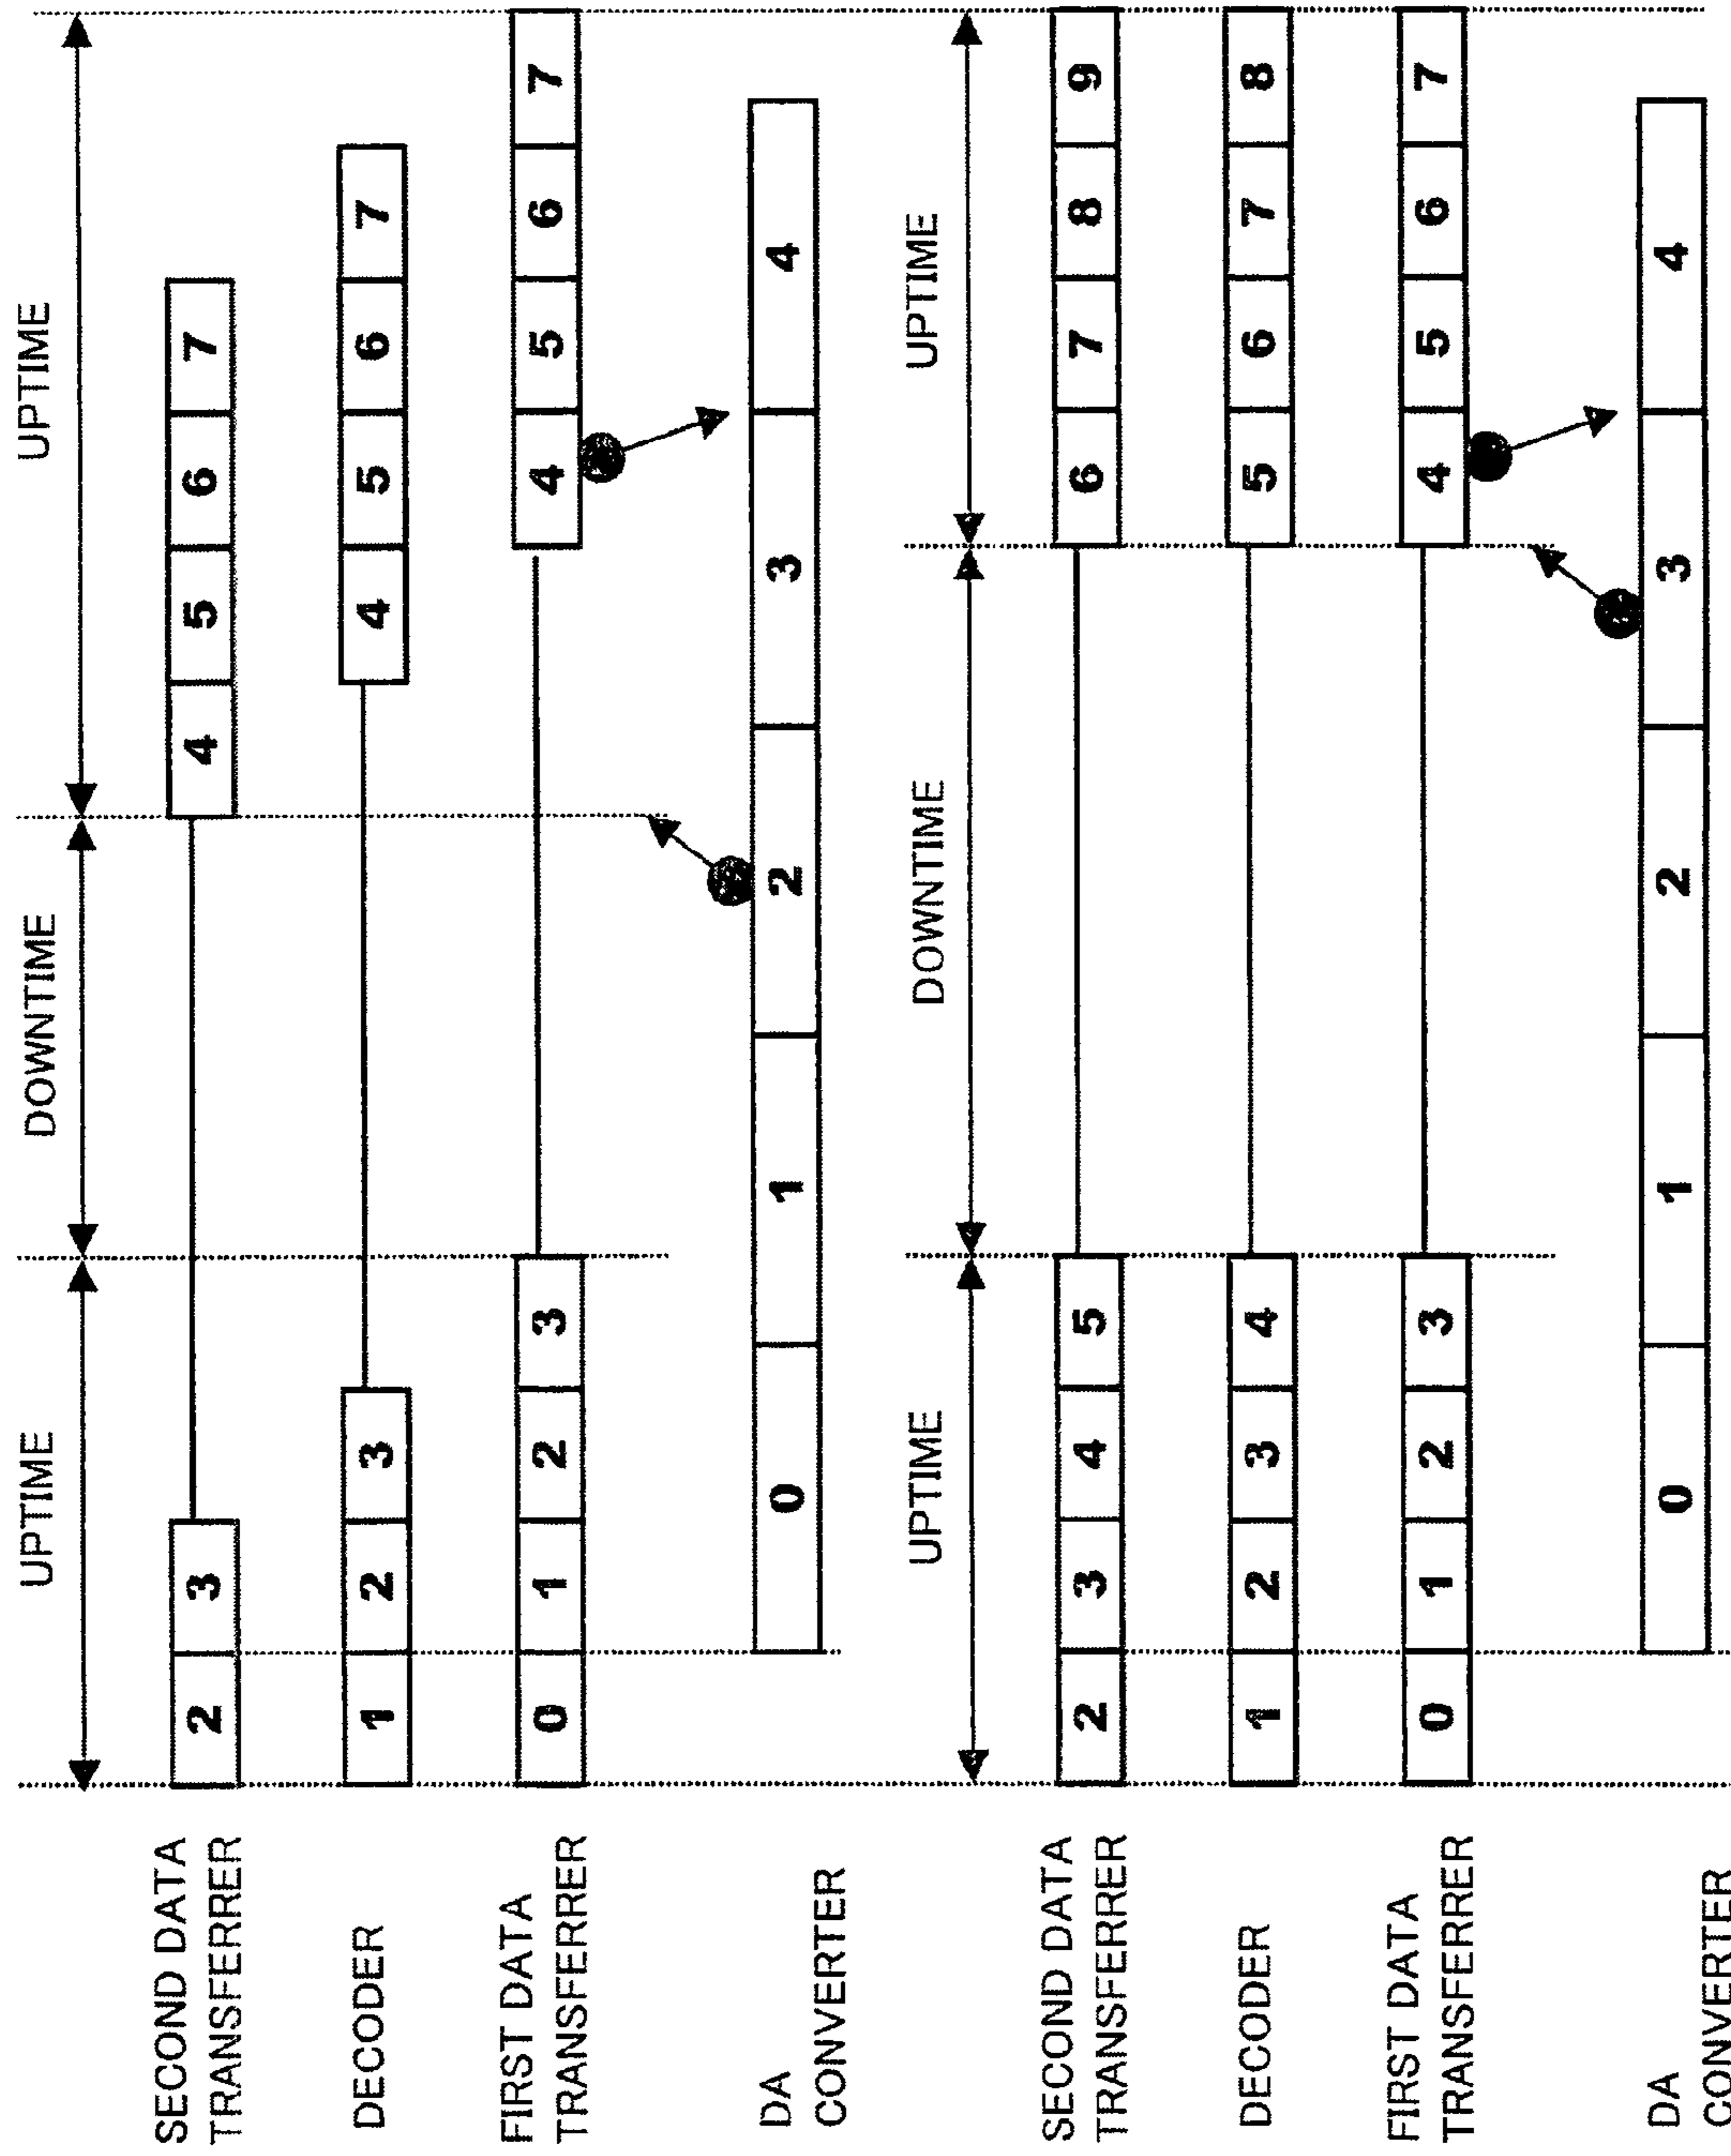 UPTIME DOWNTIME UPTIME
SECOND DATA
TRANSFERRER
2 3 4 5 6 7
DECODER
1 2 3 4 5 6 7
FIRST DATA
TRANSFERRER
0 1 2 3 4 5 6 7
DA
CONVERTER
0 1 2 3 4
UPTIME DOWNTIME UPTIME
SECOND DATA
TRANSFERRER
2 3 4 5 6 7 8 9
DECODER
1 2 3 4 5 6 7 8
FIRST DATA
TRANSFERRER
0 1 2 3 4 5 6 7
DA
CONVERTER
0 1 2 3 4